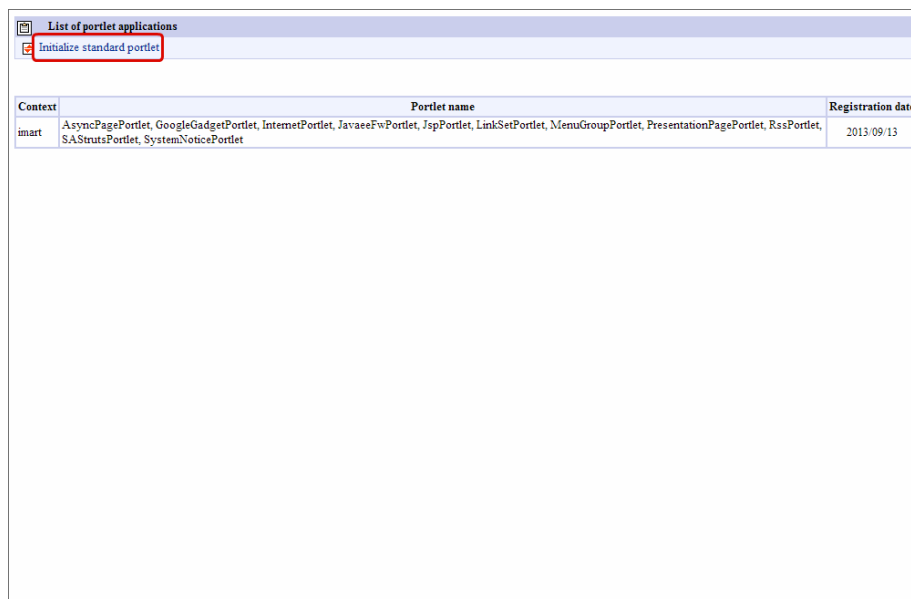 List of portlet applications
Initialize standard portlet
Context Portlet name Registration date
imart AsyncPagePortlet, GoogleGadgetPortlet, InternetPortlet, JavaeeFwPortlet, JspPortlet, LinkSetPortlet, MenuGroupPortlet, PresentationPagePortlet, RssPortlet, 2013/09/13
SAStrutsPortlet, SystemNoticePortlet